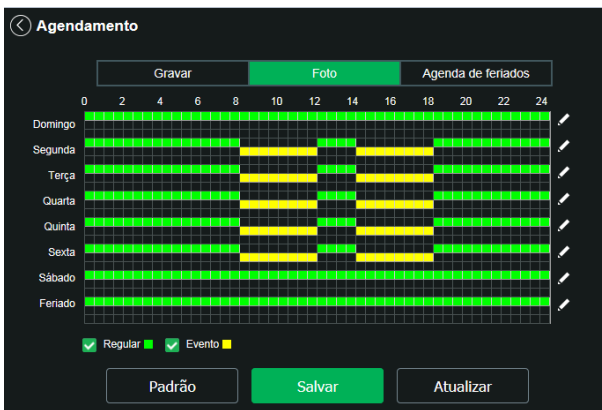 Agendamento
Gravar Foto Agenda de feriados
0 2 4 6 8 10 12 14 16 18 20 22 24
Domingo
Segunda
Terça
Quarta
Quinta
Sexta
Sábado
Feriado
Regular Evento
Padrão Salvar Atualizar